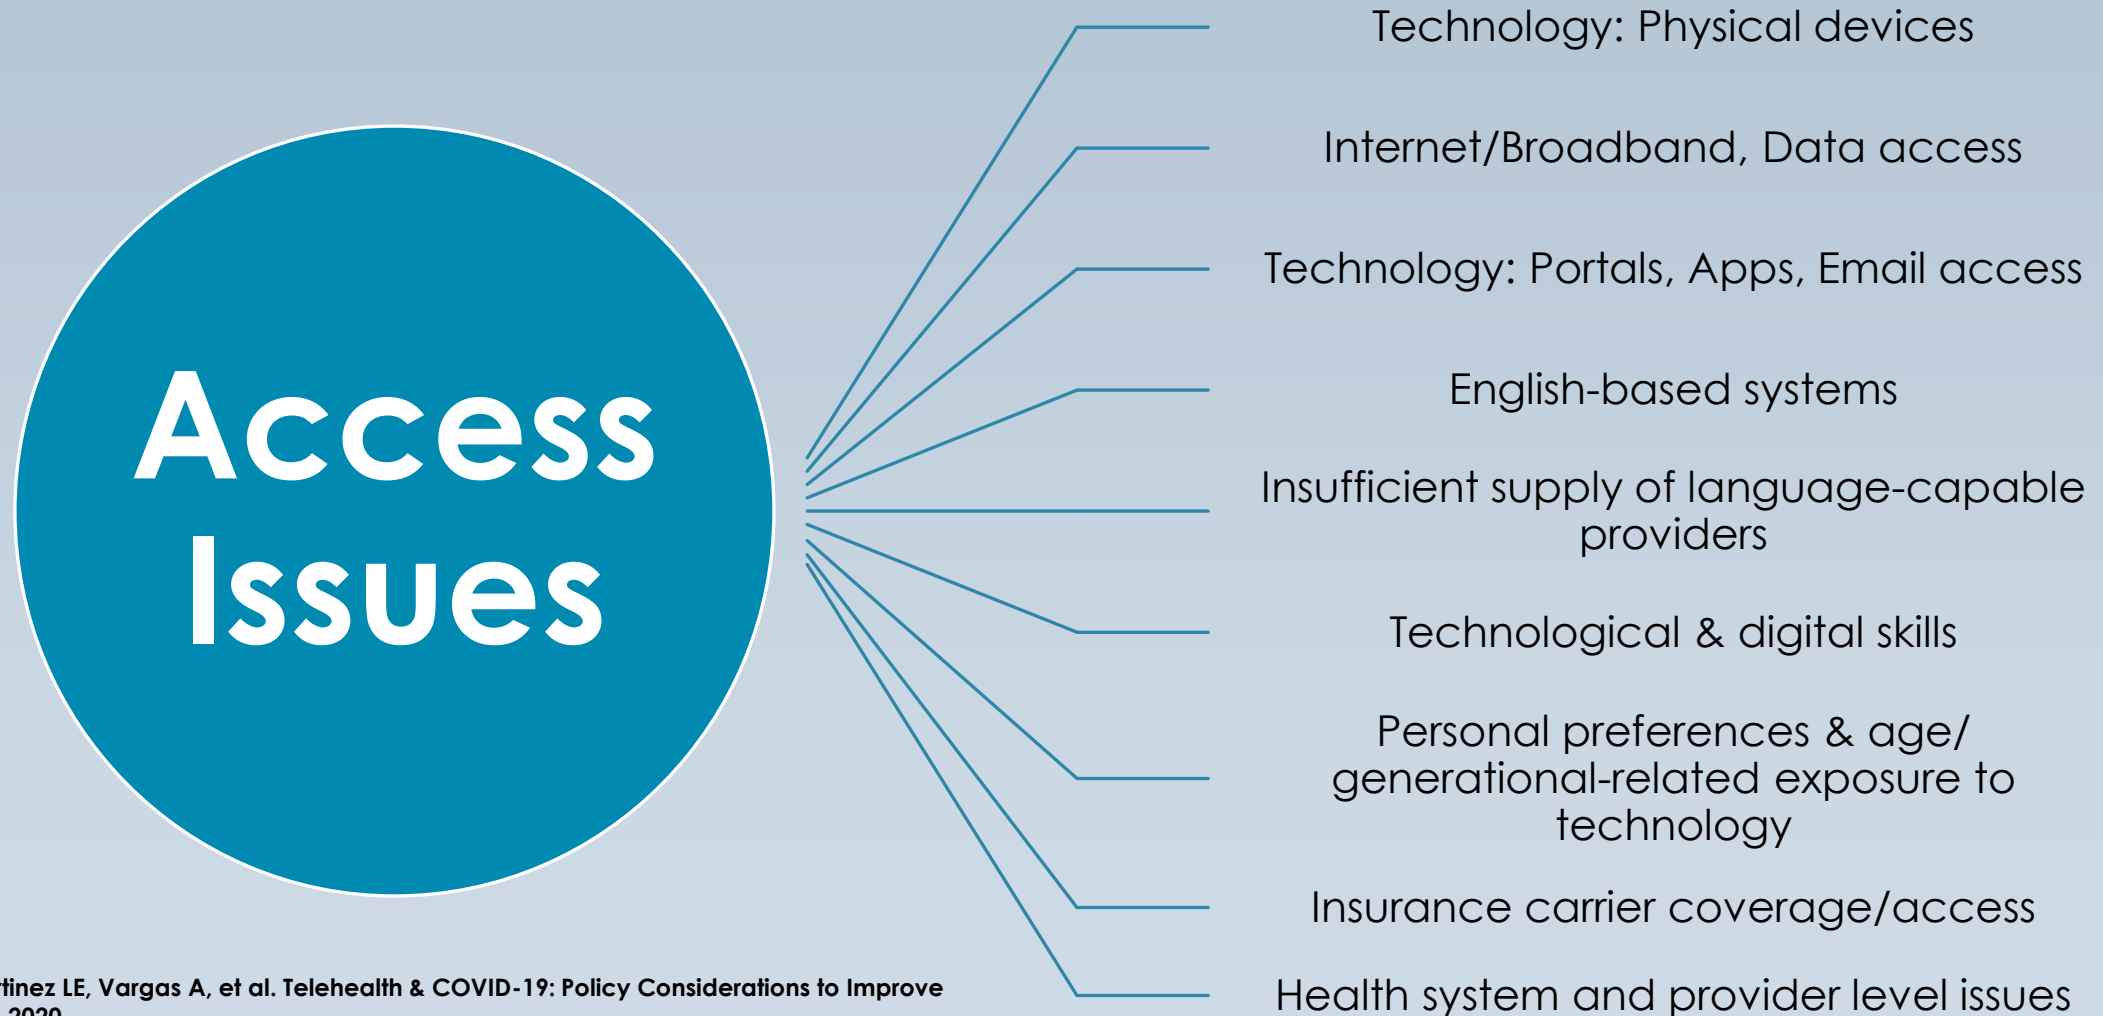 Access
Issues
Technology: Physical devices
Internet/Broadband, Data access
Technology: Portals, Apps, Email access
English-based systems
Insufficient supply of language-capable
providers
Technological & digital skills
Personal preferences & age/
generational-related exposure to
technology
Insurance carrier coverage/access
Health system and provider level issues
LE, Vargas A, et al. Telehealth & COVID-19: Policy Considerations to Improve
2020